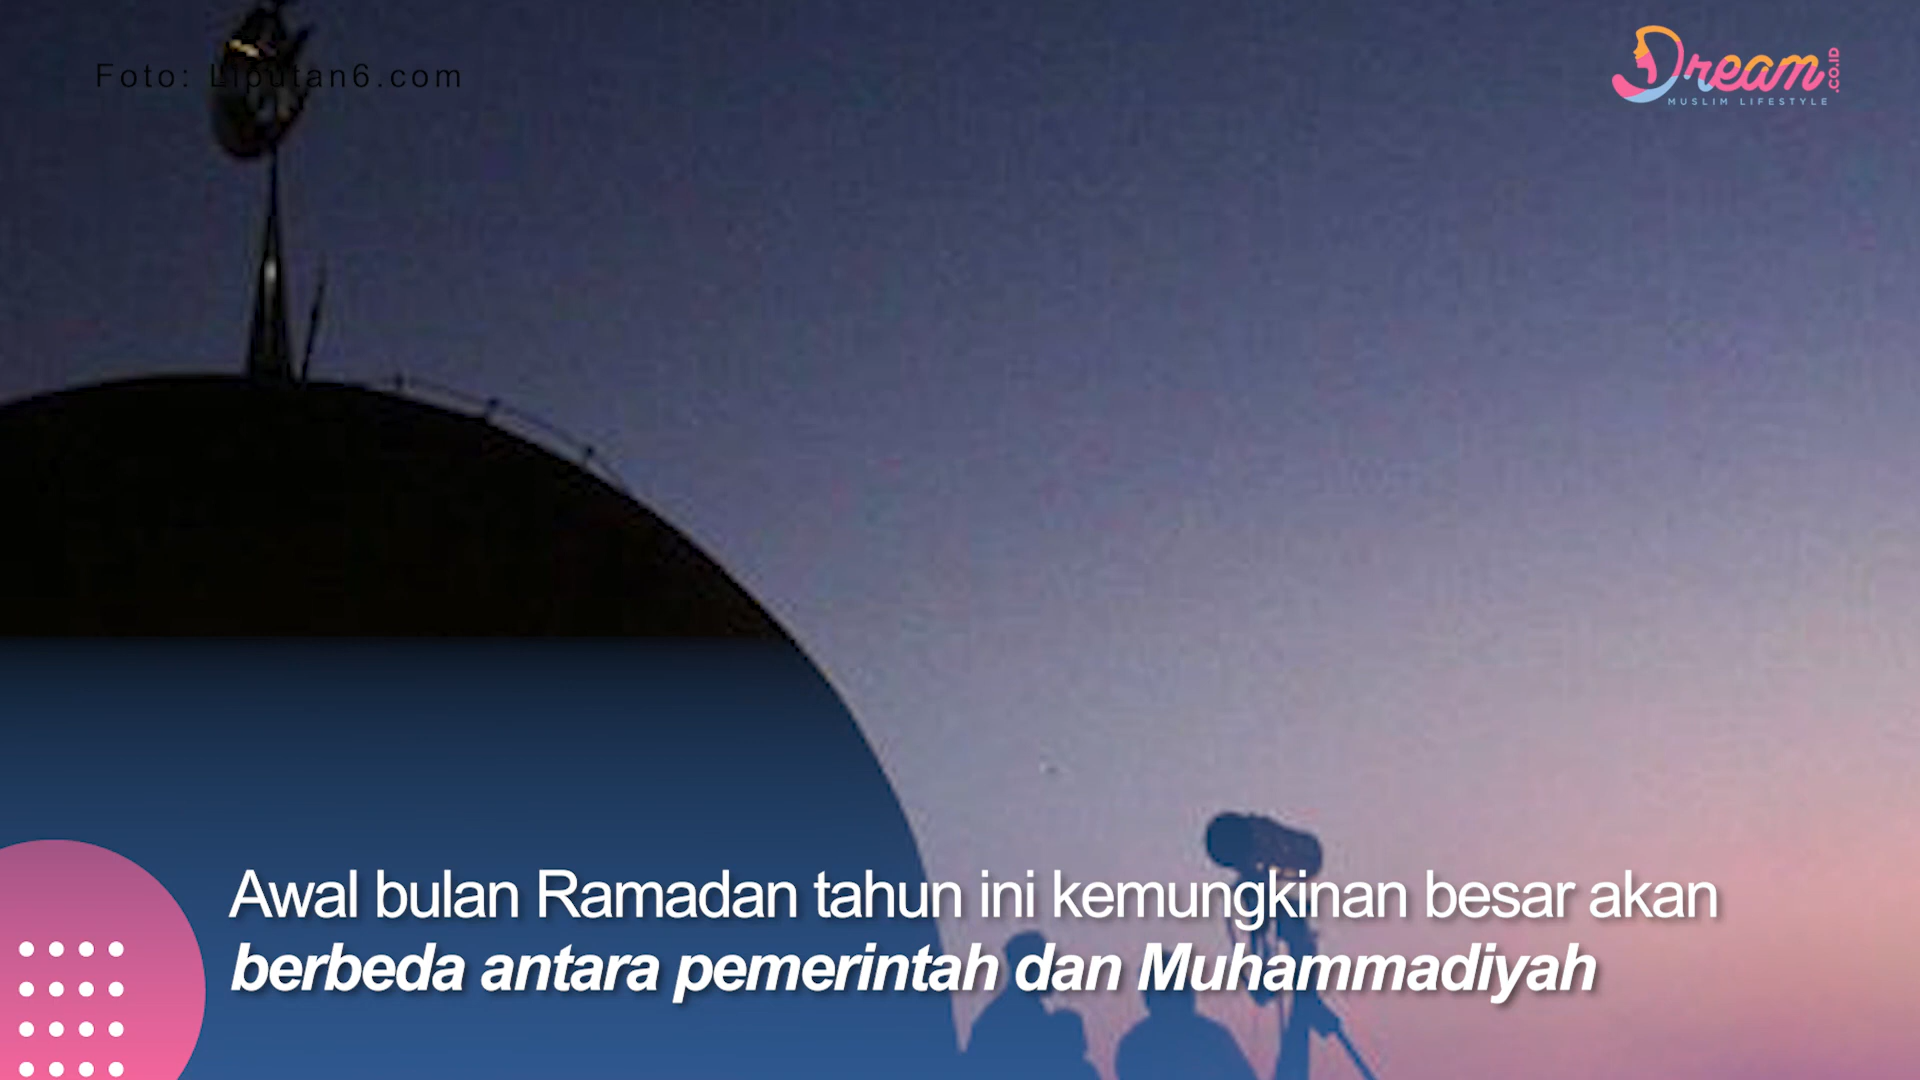 Foto: Liputan6.com
Dream
.CO.ID
MUSLIM LIFESTYLE
Awal bulan Ramadan tahun ini kemungkinan besar akan
berbeda antara pemerintah dan Muhammadiyah